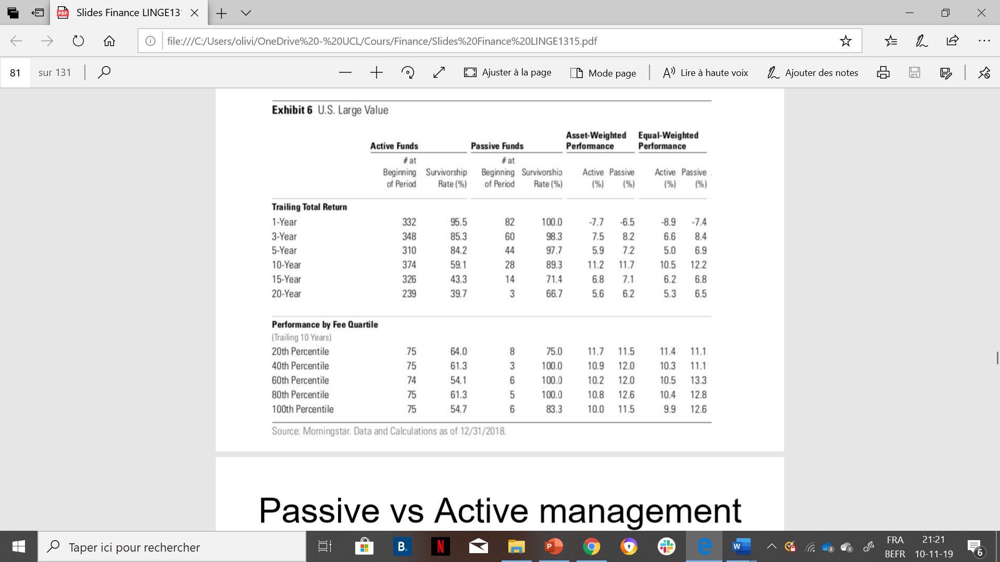 Slides Finance LINGE13
file:///C:/Users/olivi/OneDrive%20-%20UCL/Cours/Finance/Slides%20Finance%20LINGE1315.pdf
81 sur 131 Ajuster à la page Mode page Lire à haute voix Ajouter des notes
Exhibit 6 U.S. Large Value
Asset-Weighted Equal-Weighted
Active Funds Passive Funds Performance Performance
# at # at
Beginning Survivorship Beginning Survivorship Active Passive Active Passive
of Period Rate (%) of Period Rate (%) (%) (%) (%) (%)
Trailing Total Return
1-Year 332 95.5 82 100.0 -7.7 -6.5 -8.9 -7.4
3-Year 348 85.3 60 98.3 7.5 8.2 6.6 8.4
5-Year 310 84.2 44 97.7 5.9 7.2 5.0 6.9
10-Year 374 59.1 28 89.3 11.2 11.7 10.5 12.2
15-Year 326 43.3 14 71.4 6.8 7.1 6.2 6.8
20-Year 239 39.7 3 66.7 5.6 6.2 5.3 6.5
Performance by Fee Quartile
(Trailing 10 Years)
20th Percentile 75 64.0 8 75.0 11.7 11.5 11.4 11.1
40th Percentile 75 61.3 3 100.0 10.9 12.0 10.3 11.1
60th Percentile 74 54.1 6 100.0 10.2 12.0 10.5 13.3
80th Percentile 75 61.3 5 100.0 10.8 12.6 10.4 12.8
100th Percentile 75 54.7 6 83.3 10.0 11.5 9.9 12.6
Source: Morningstar. Data and Calculations as of 12/31/2018.
Passive vs Active management
Taper ici pour rechercher
FRA 21:21
BEFR 10-11-19
6